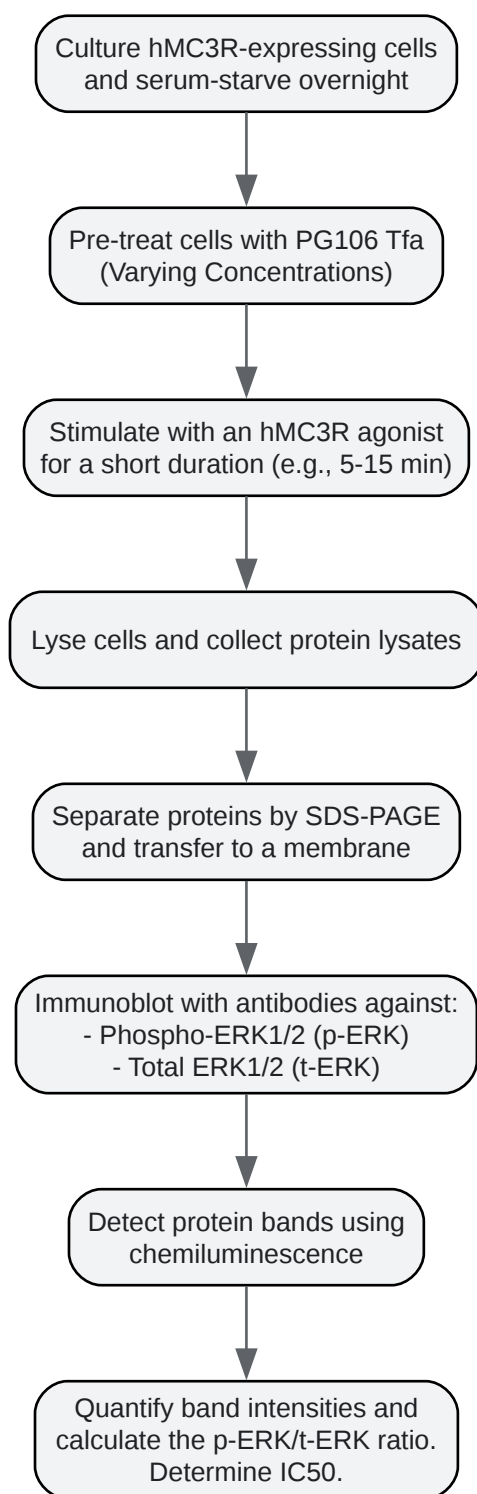 Culture hMC3R-expressing cells
and serum-starve overnight
Pre-treat cells with PG106 Tfa
(Varying Concentrations)
Stimulate with an hMC3R agonist
for a short duration (e.g., 5-15 min)
Lyse cells and collect protein lysates
Separate proteins by SDS-PAGE
and transfer to a membrane
Immunoblot with antibodies against:
- Phospho-ERK1/2 (p-ERK)
- Total ERK1/2 (t-ERK)
Detect protein bands using
chemiluminescence
Quantify band intensities and
calculate the p-ERK/t-ERK ratio.
Determine IC50.